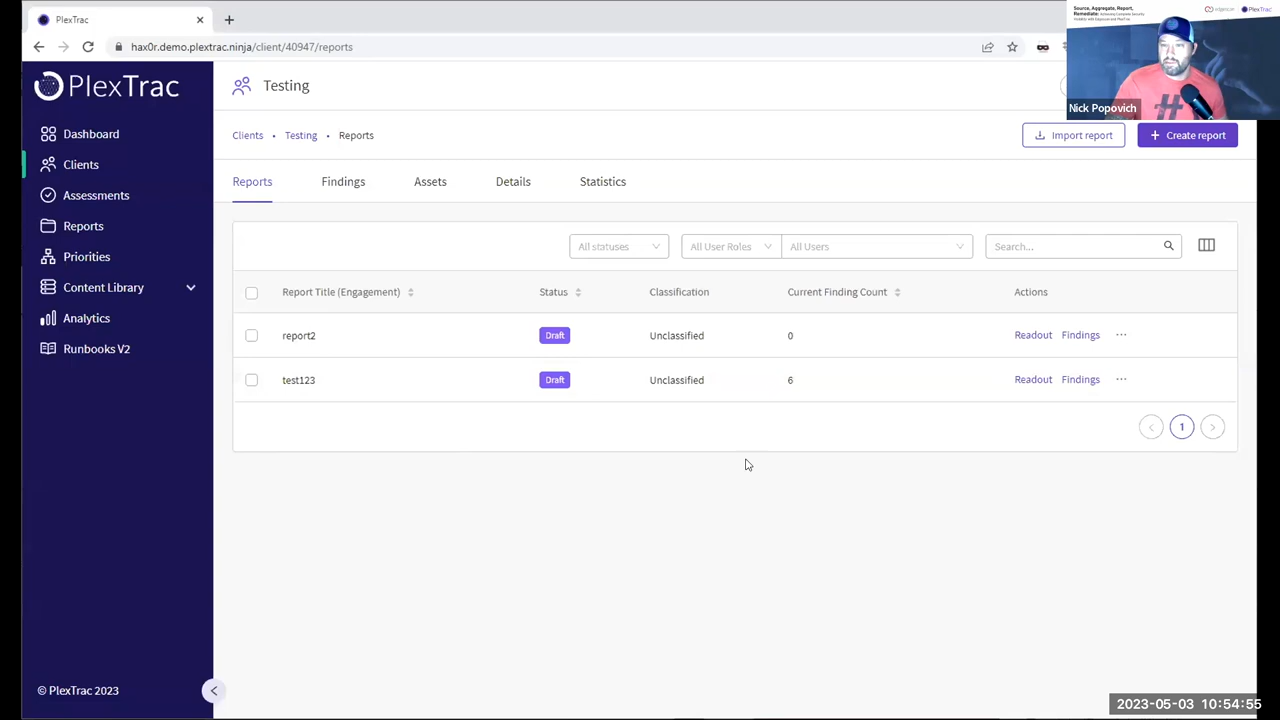 PlexTrac
hax0r.demo.plextrac.ninja/client/40947/reports
Source, Aggregate, Report,
Nick Popovich
PlexTrac
Testing
Dashboard
Clients
Assessments
Reports
Priorities
Content Library
Analytics
Runbooks V2
© PlexTrac 2023
Clients • Testing • Reports
Import report
+ Create report
Reports Findings Assets Details Statistics
All statuses All User Roles All Users Search...
Report Title (Engagement) Status Classification Current Finding Count Actions
report2 Draft Unclassified 0 Readout Findings ...
test123 Draft Unclassified 6 Readout Findings ...
1
2023-05-03 10:54:55